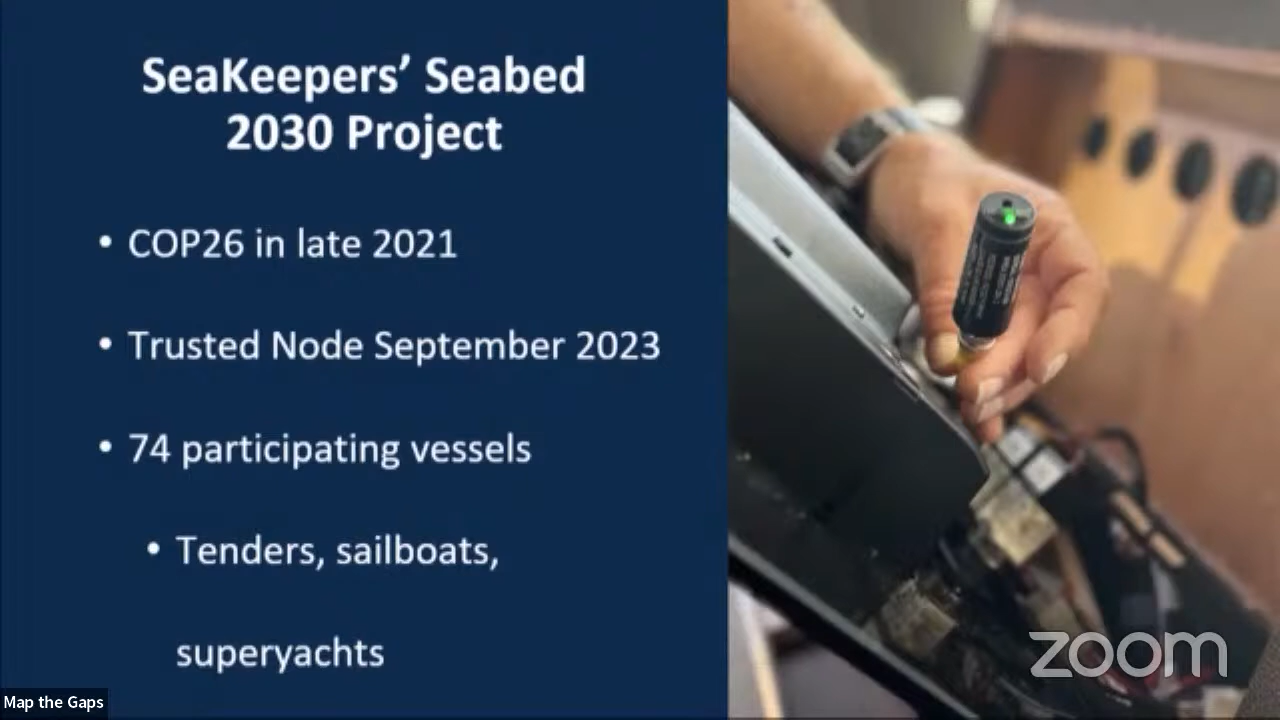 SeaKeepers’ Seabed
2030 Project
• COP26 in late 2021
• Trusted Node September 2023
• 74 participating vessels
• Tenders, sailboats,
superyachts
Map the Gaps
zoom